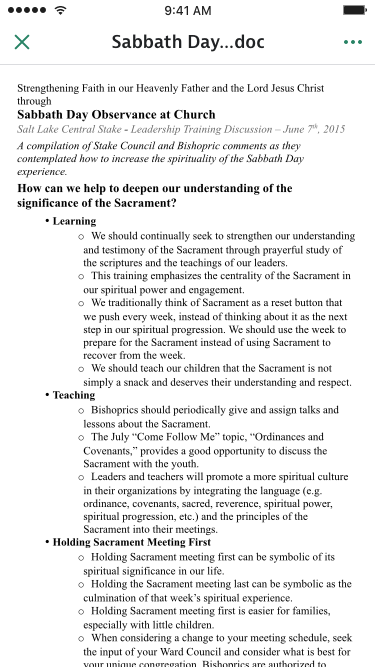 9:41 AM
Sabbath Day...doc
Strengthening Faith in our Heavenly Father and the Lord Jesus Christ
through
Sabbath Day Observance at Church
Salt Lake Central Stake - Leadership Training Discussion – June 7th, 2015
A compilation of Stake Council and Bishopric comments as they
contemplated how to increase the spirituality of the Sabbath Day
experience.
How can we help to deepen our understanding of the
significance of the Sacrament?
• Learning
o We should continually seek to strengthen our understanding
and testimony of the Sacrament through prayerful study of
the scriptures and the teachings of our leaders.
o This training emphasizes the centrality of the Sacrament in
our spiritual power and engagement.
o We traditionally think of Sacrament as a reset button that
we push every week, instead of thinking about it as the next
step in our spiritual progression. We should use the week to
prepare for the Sacrament instead of using Sacrament to
recover from the week.
o We should teach our children that the Sacrament is not
simply a snack and deserves their understanding and respect.
• Teaching
o Bishoprics should periodically give and assign talks and
lessons about the Sacrament.
o The July “Come Follow Me” topic, “Ordinances and
Covenants,” provides a good opportunity to discuss the
Sacrament with the youth.
o Leaders and teachers will promote a more spiritual culture
in their organizations by integrating the language (e.g.
ordinance, covenants, sacred, reverence, spiritual power,
spiritual progression, etc.) and the principles of the
Sacrament into their meetings.
• Holding Sacrament Meeting First
o Holding Sacrament meeting first can be symbolic of its
spiritual significance in our life.
o Holding the Sacrament meeting last can be symbolic as the
culmination of that week’s spiritual experience.
o Holding Sacrament meeting first is easier for families,
especially with little children.
o When considering a change to your meeting schedule, seek
the input of your Ward Council and consider what is best for
your unique congregation. Bishoprics are authorized to